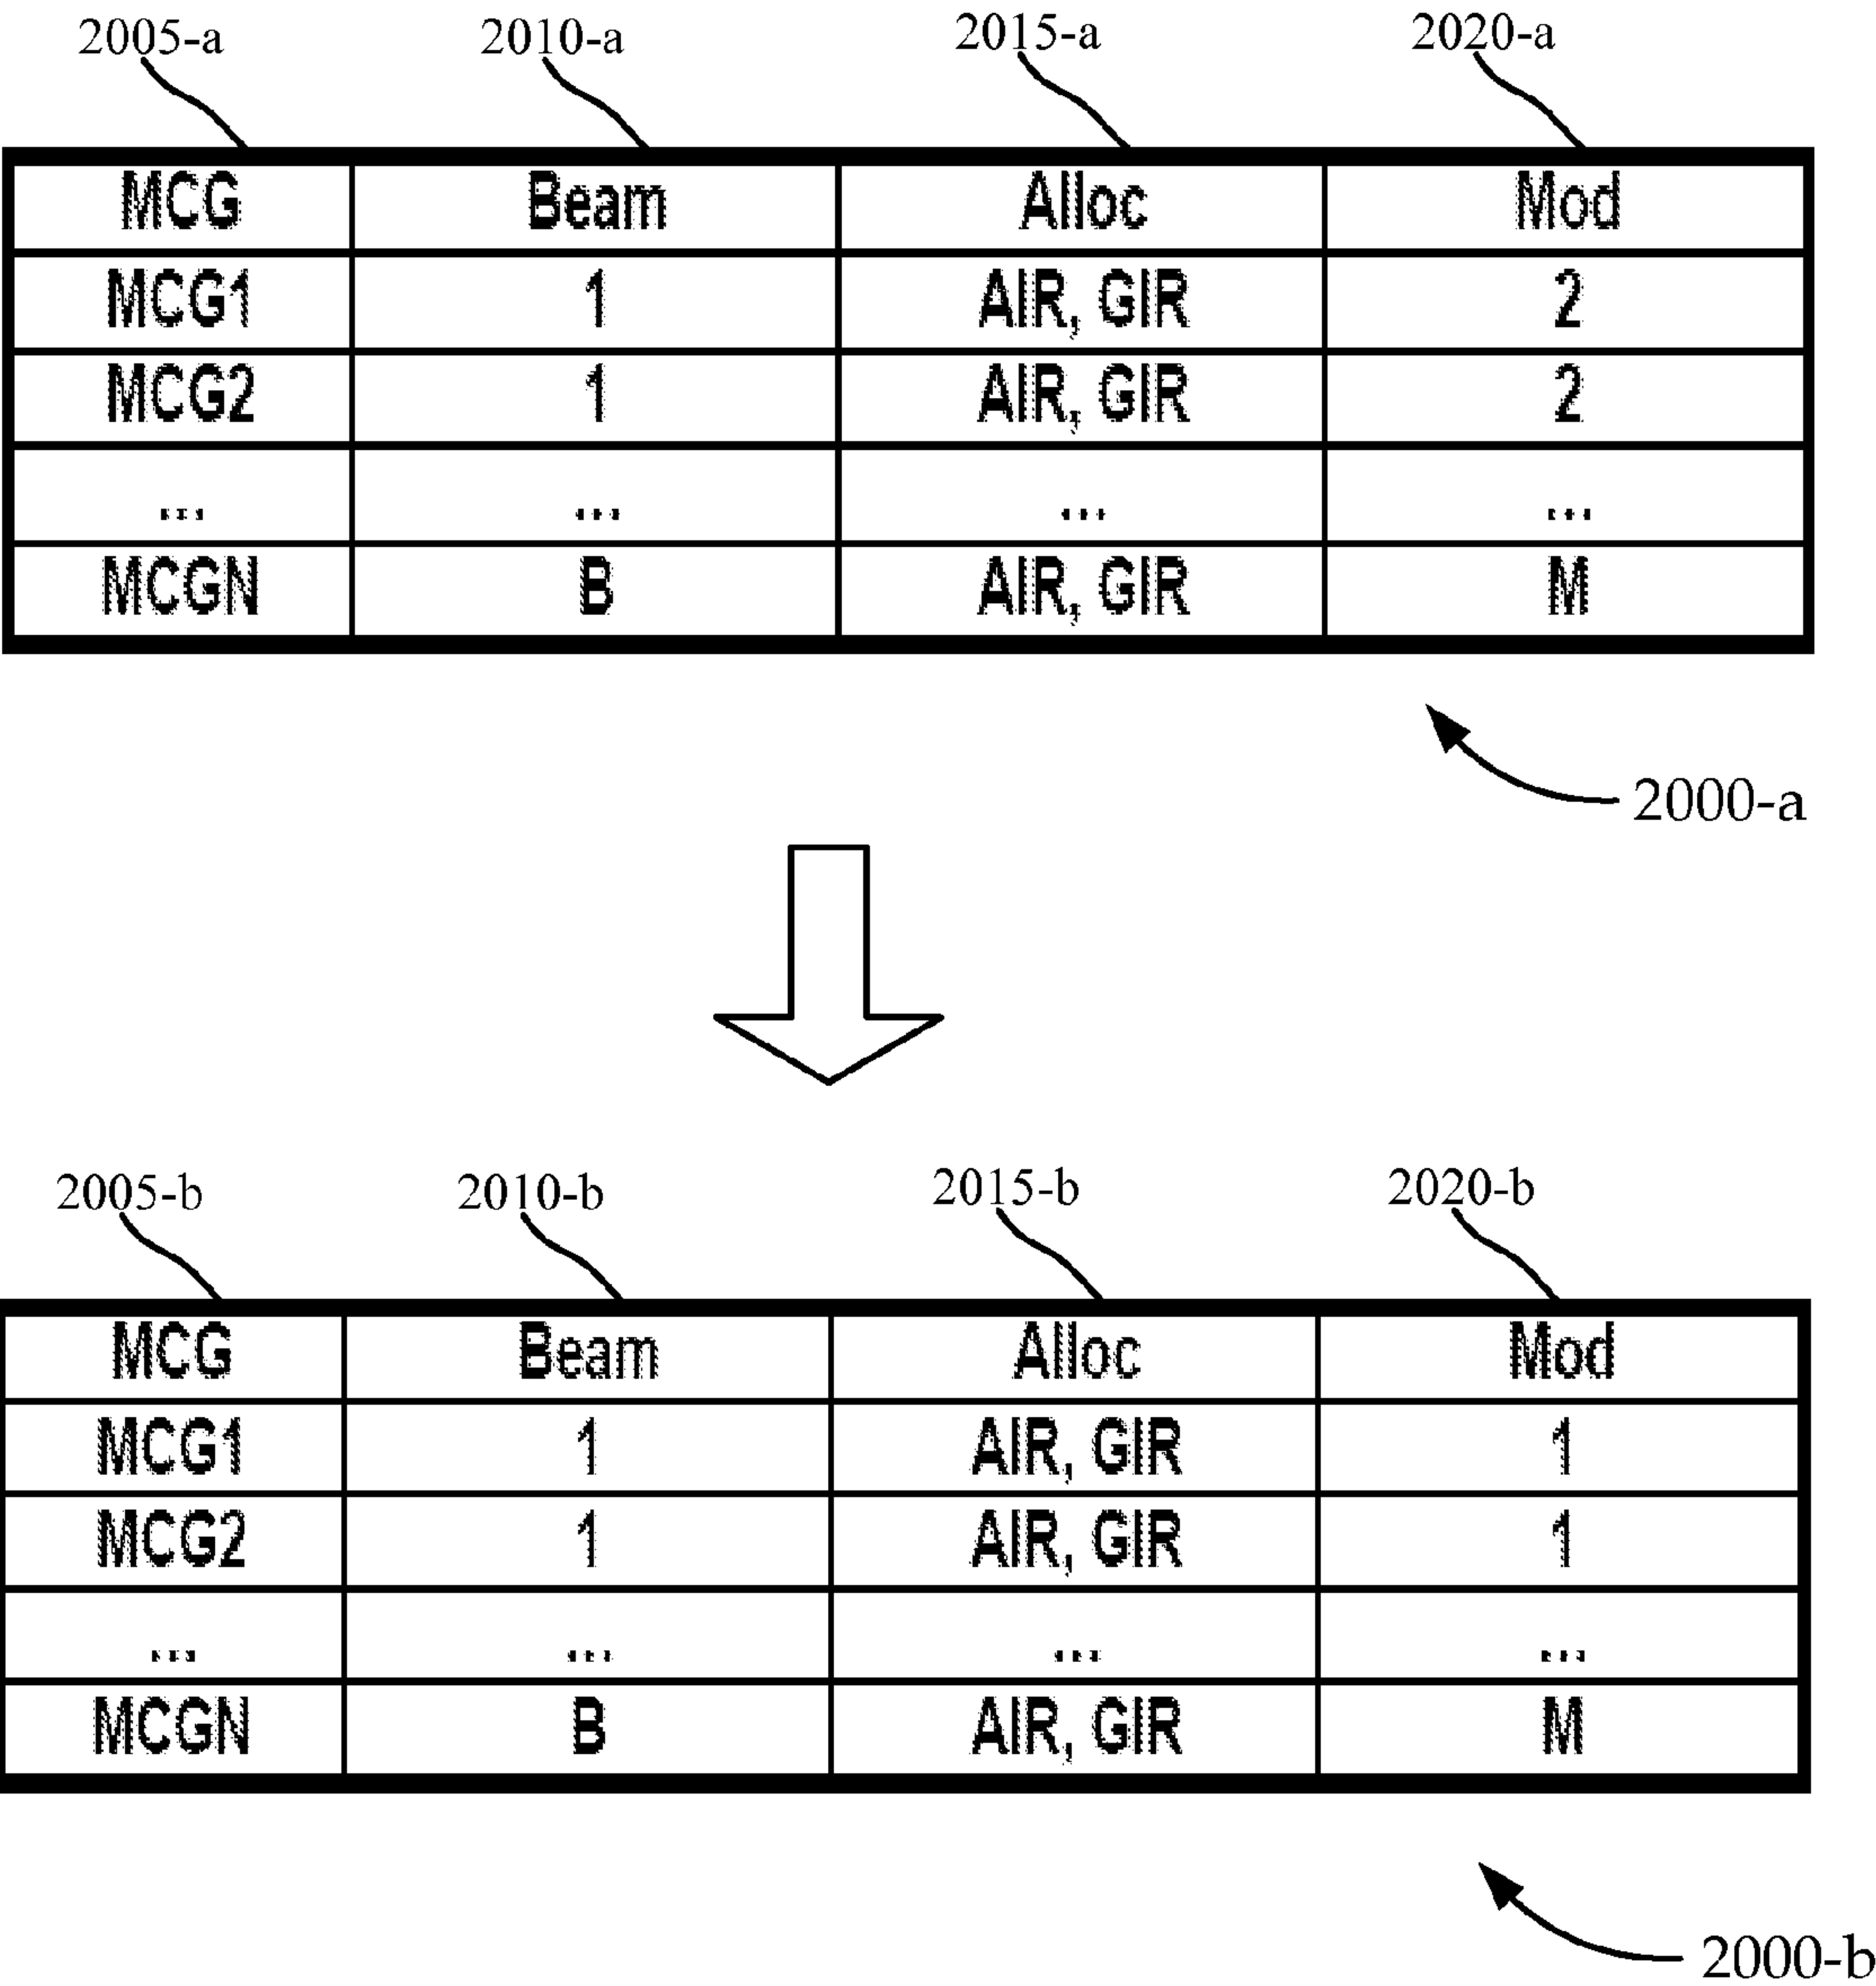 2005-a 2010-a 2015-a 2020-a
MCG Beam Alloc Mod
MCG1 1 AIR, GIR 2
MCG2 1 AIR, GIR 2
... ... ... ...
MCGN B AIR, GIR M
2000-a
2005-b 2010-b 2015-b 2020-b
MCG Beam Alloc Mod
MCG1 1 AIR, GIR 1
MCG2 1 AIR, GIR 1
... ... ... ...
MCGN B AIR, GIR M
2000-b